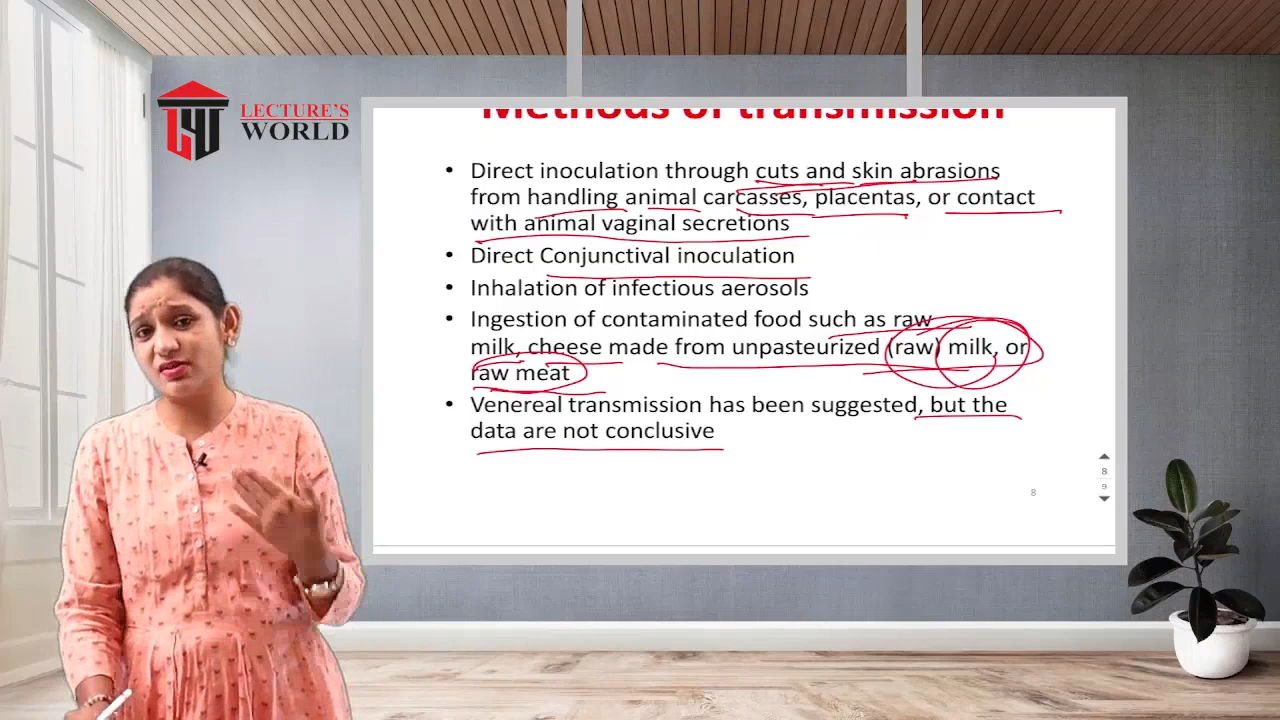 LECTURE'S
WORLD
Methods of transmission
• Direct inoculation through cuts and skin abrasions
from handling animal carcasses, placentas, or contact
with animal vaginal secretions
• Direct Conjunctival inoculation
• Inhalation of infectious aerosols
• Ingestion of contaminated food such as raw
milk, cheese made from unpasteurized (raw) milk, or
raw meat
• Venereal transmission has been suggested, but the
data are not conclusive
8
8
9